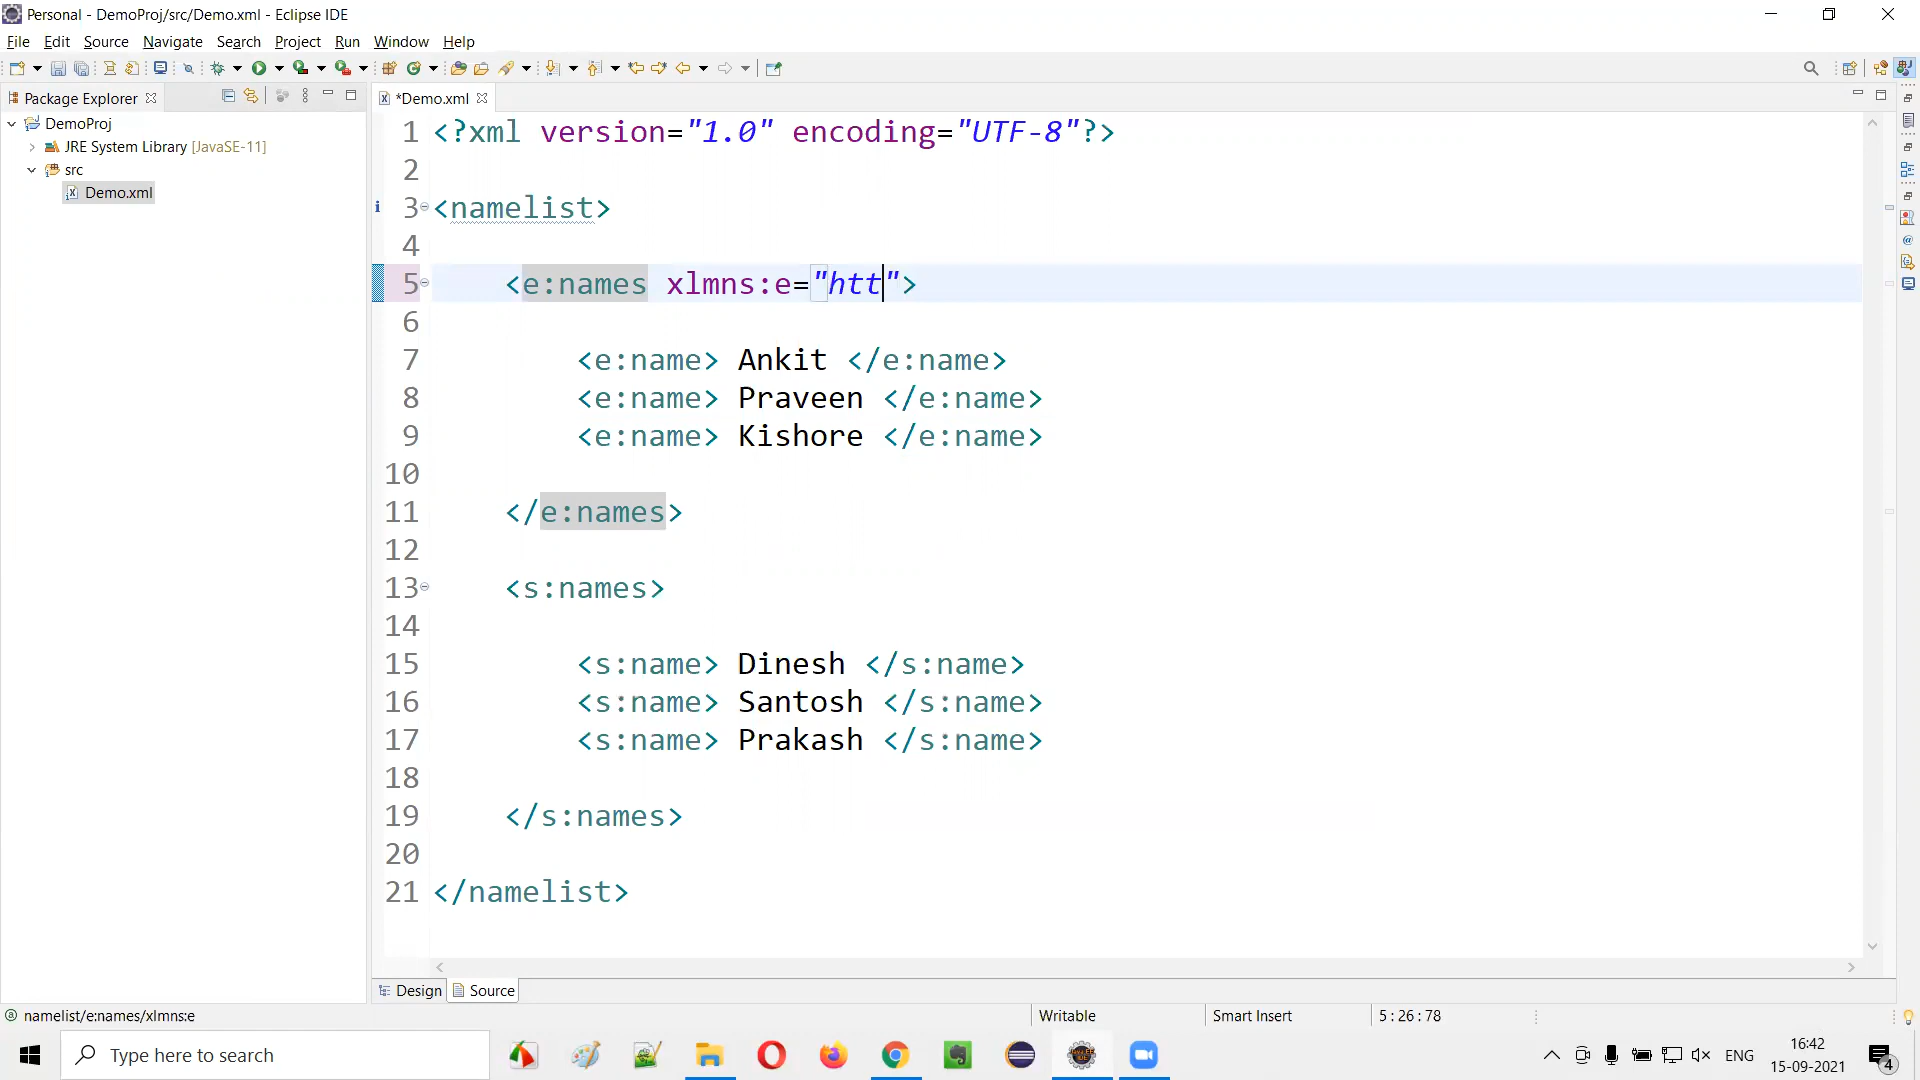 Personal - DemoProj/src/Demo.xml - Eclipse IDE
File Edit Source Navigate Search Project Run Window Help
Package Explorer
*Demo.xml
DemoProj
JRE System Library [JavaSE-11]
src
Demo.xml
1 <?xml version="1.0" encoding="UTF-8"?>
2
3 <namelist>
4
5 <e:names xlmns:e="htt">
6
7 <e:name> Ankit </e:name>
8 <e:name> Praveen </e:name>
9 <e:name> Kishore </e:name>
10
11 </e:names>
12
13 <s:names>
14
15 <s:name> Dinesh </s:name>
16 <s:name> Santosh </s:name>
17 <s:name> Prakash </s:name>
18
19 </s:names>
20
21 </namelist>
Design Source
namelist/e:names/xlmns:e
Writable Smart Insert 5 : 26 : 78
Type here to search
ENG
16:42
15-09-2021
4